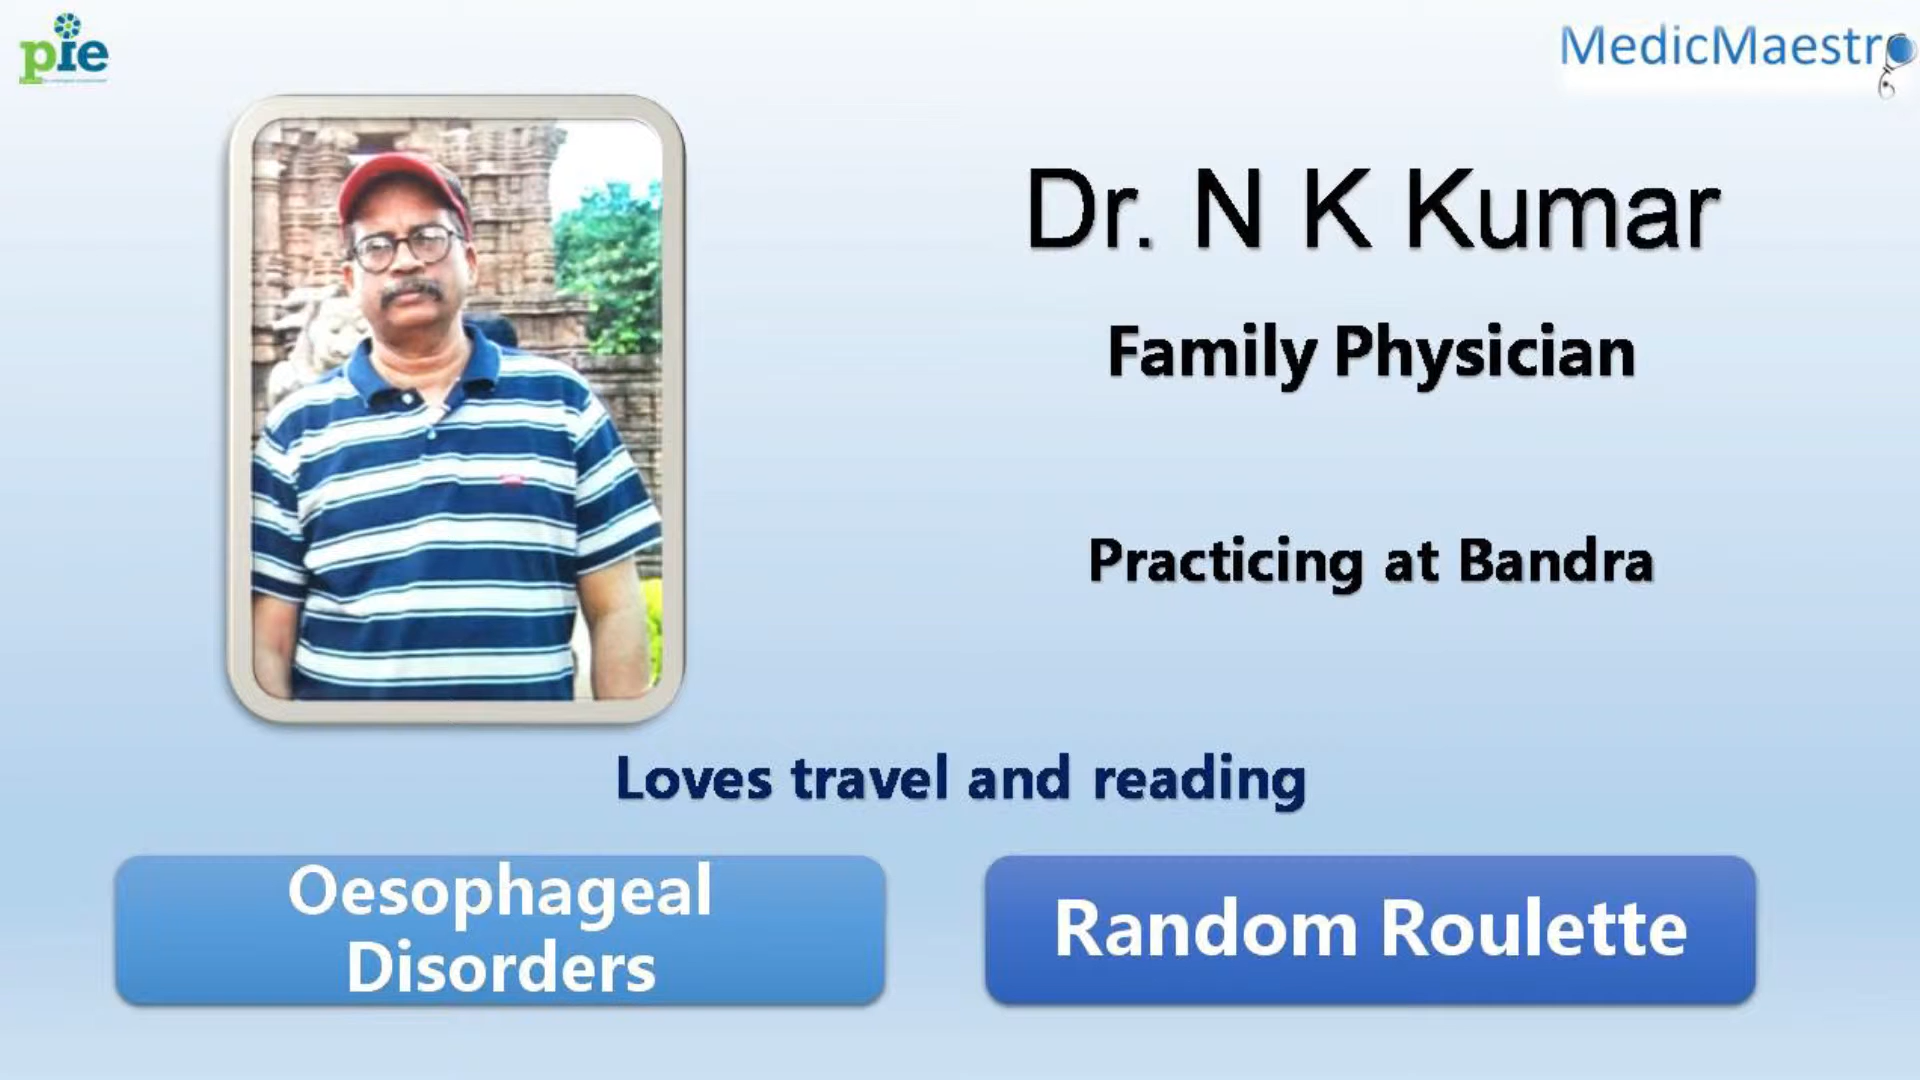 pie
MedicMaestro
Dr. N K Kumar
Family Physician
Practicing at Bandra
Loves travel and reading
Oesophageal
Disorders
Random Roulette